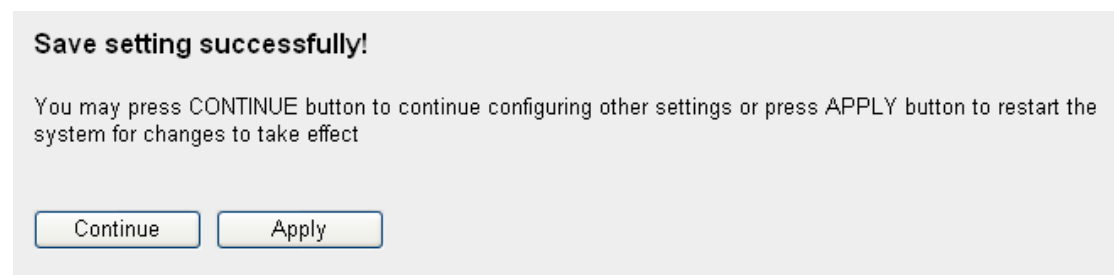 Save setting successfully!
You may press CONTINUE button to continue configuring other settings or press APPLY button to restart the
system for changes to take effect
Continue
Apply